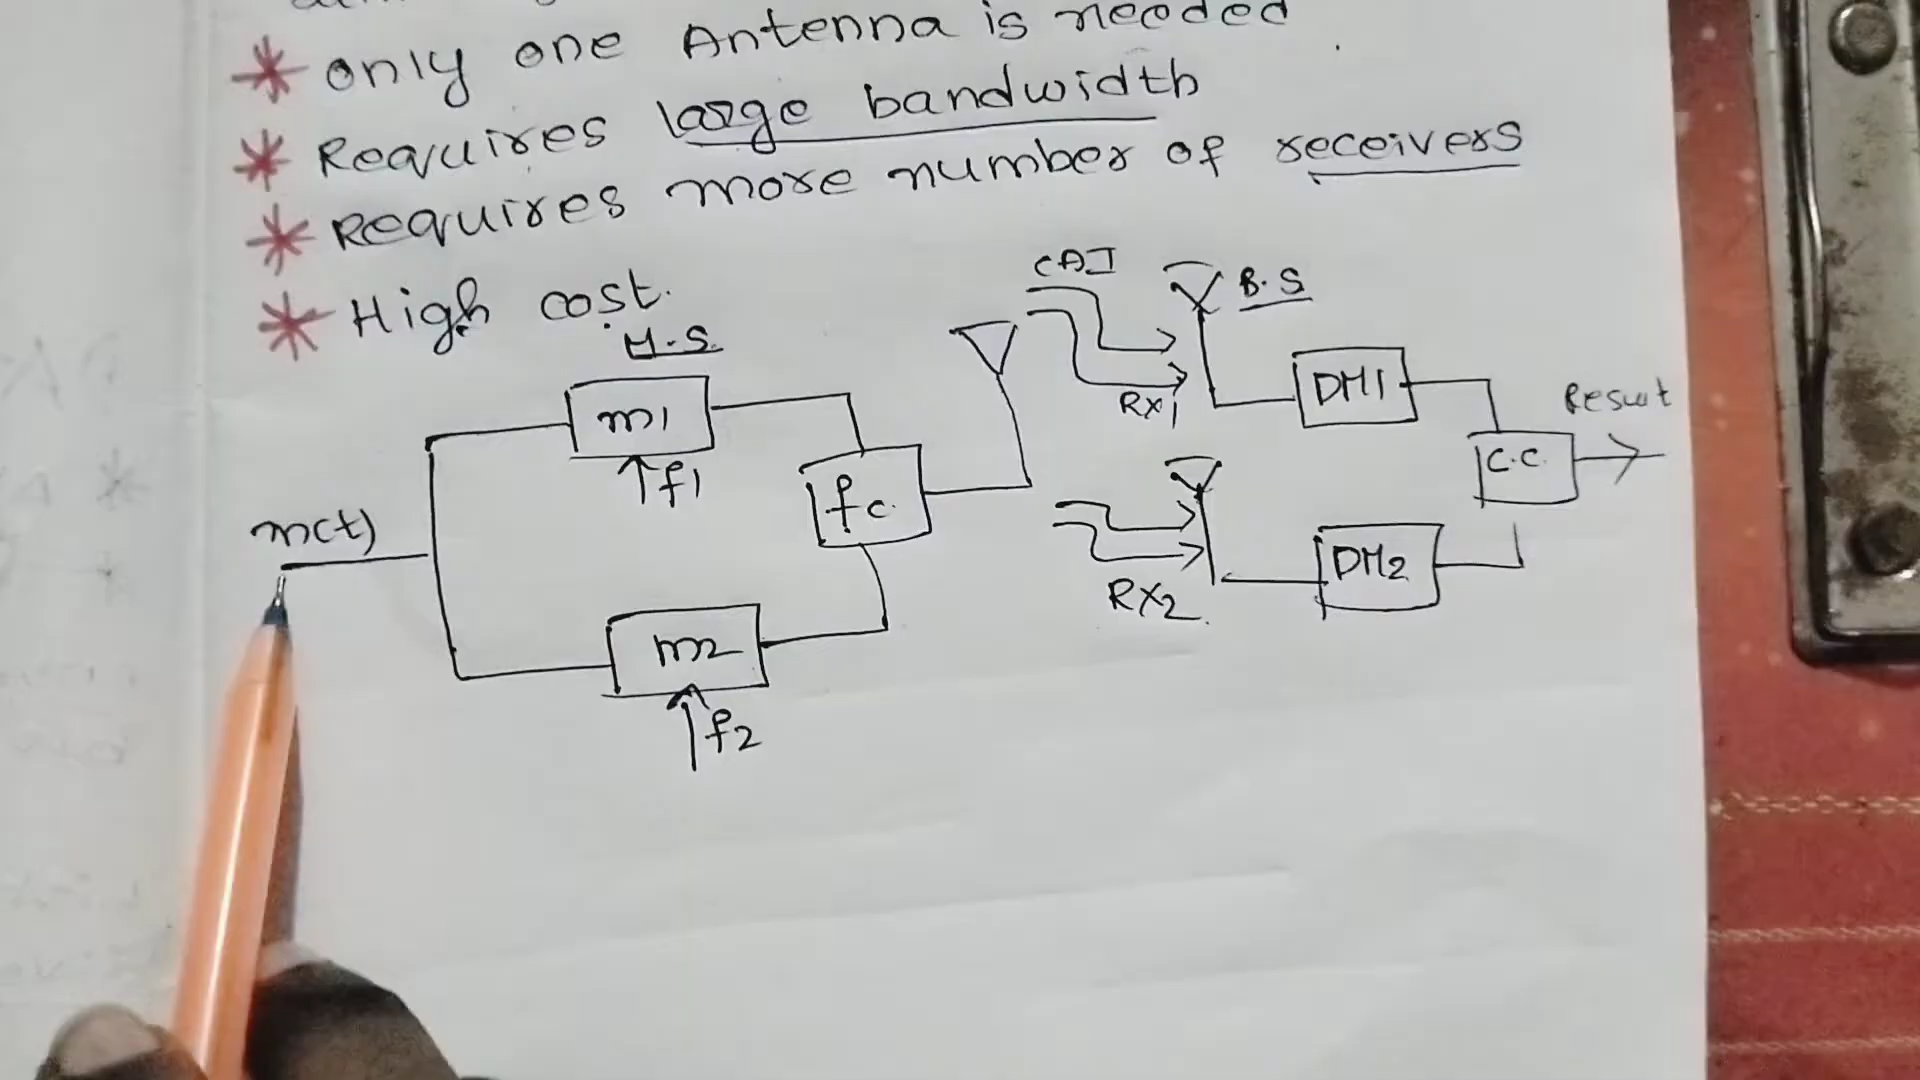 * only one Antenna is needed
* Requires large bandwidth
* Requires more number of receivers
* High cost.
M.S.
m1
f1
m(t)
fc
m2
f2
CAI
B.S
RX1
DM1
Result
C.C.
RX2
DM2